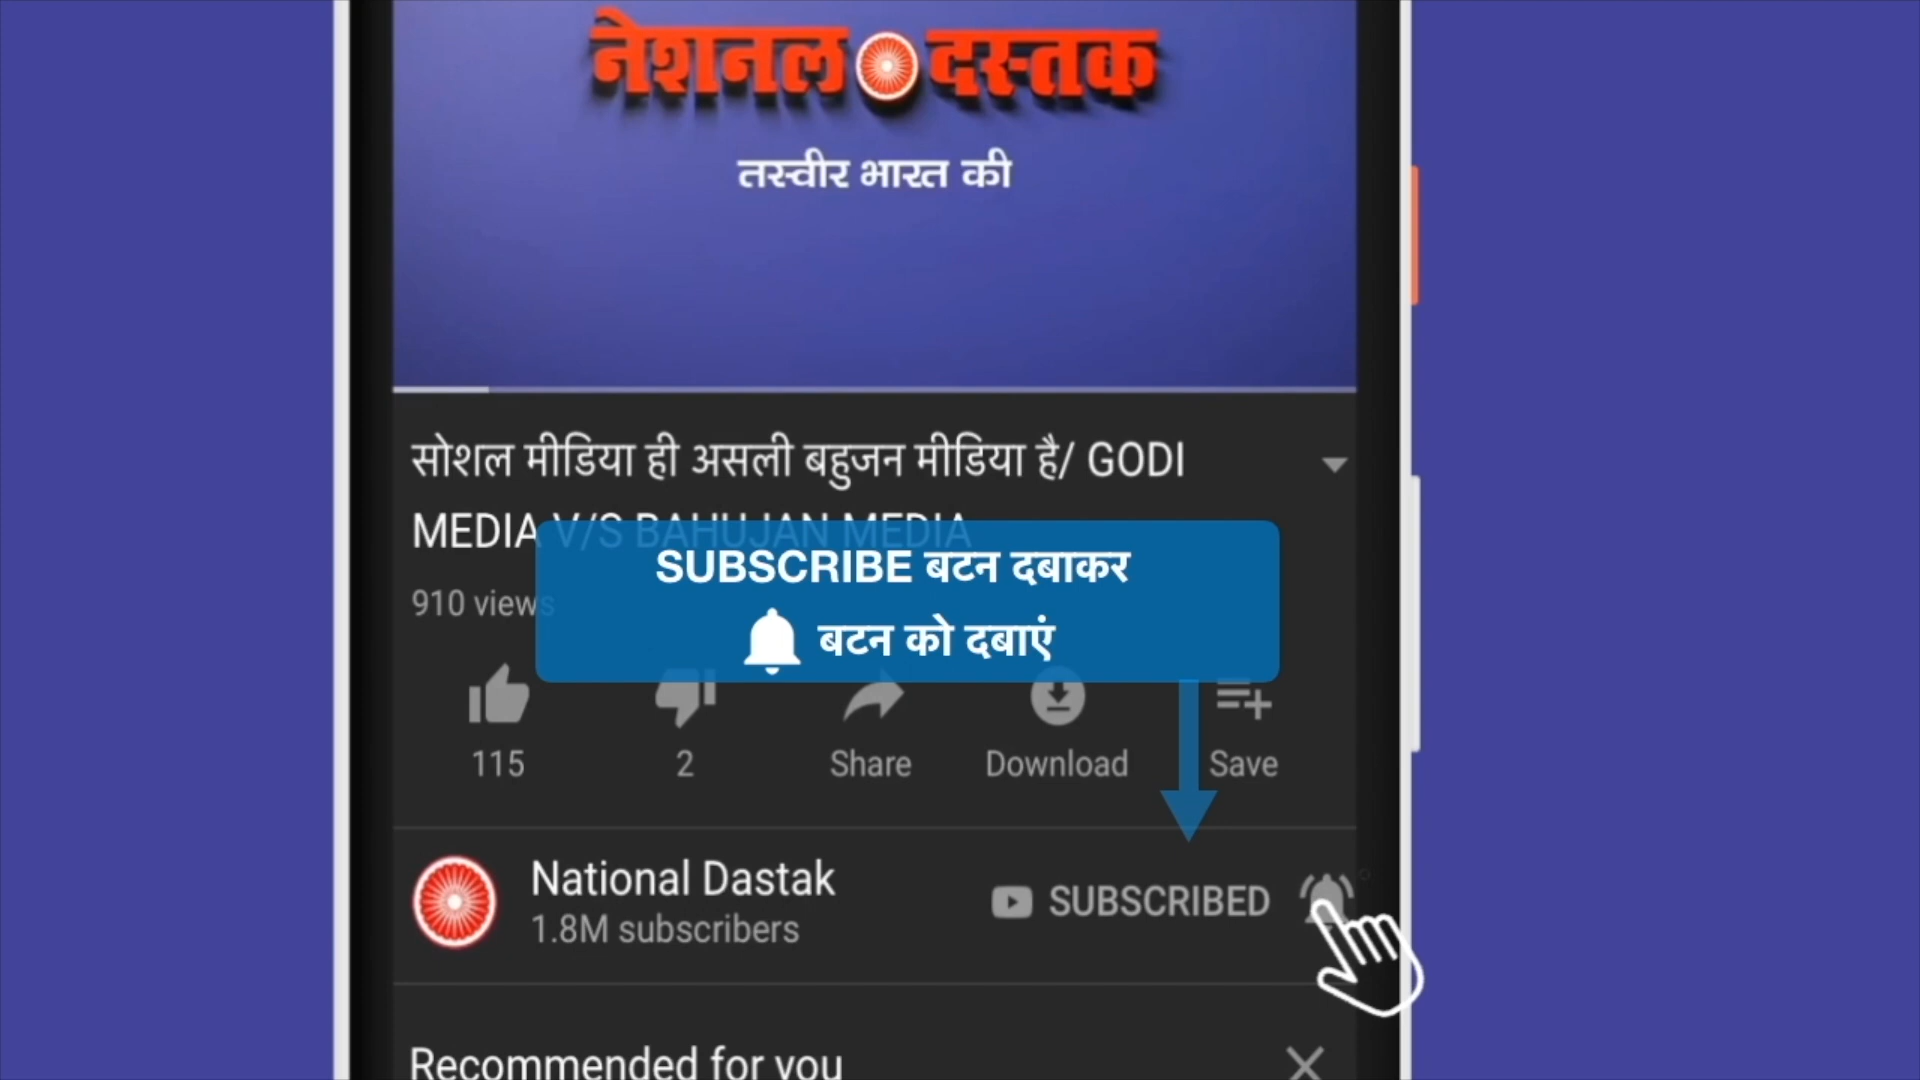 नेशनल दस्तक
तस्वीर भारत की
सोशल मीडिया ही असली बहुजन मीडिया है/ GODI
MEDIA V/S BAHUJAN MEDIA
910 views
SUBSCRIBE बटन दबाकर
बटन को दबाएं
115
2
Share
Download
Save
National Dastak
1.8M subscribers
SUBSCRIBED
Recommended for you